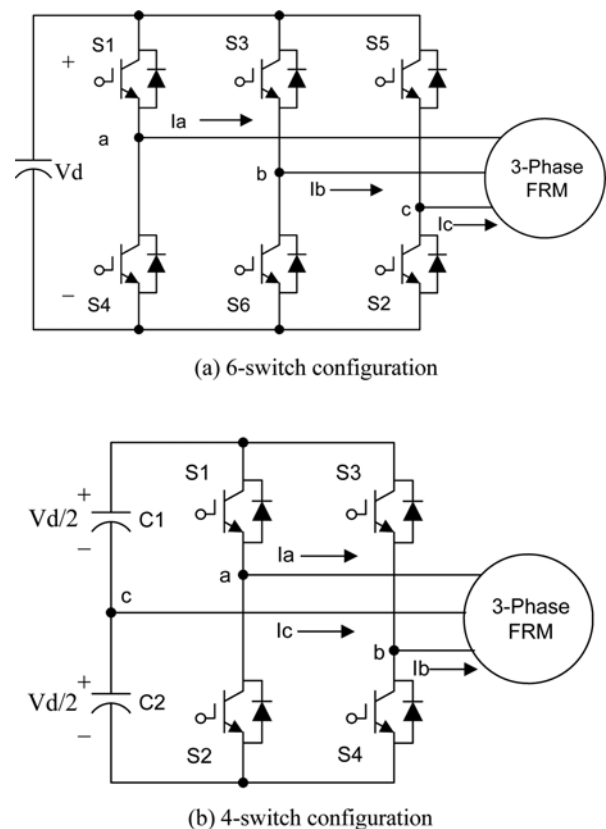 S1
S3
S5
+
Ia
a
Vd
b
Ib
c
Ic
3-Phase
FRM
–
S4
S6
S2
(a) 6-switch configuration
S1
S3
+
Vd/2
C1
–
Ia
a
c
Ic
3-Phase
FRM
b
Ib
+
Vd/2
C2
–
S2
S4
(b) 4-switch configuration